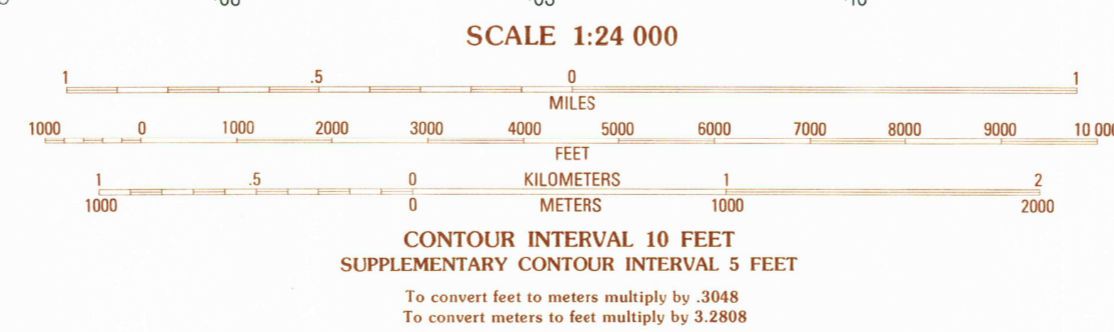 SCALE 1:24 000
1 .5 0 1
MILES
1000 0 1000 2000 3000 4000 5000 6000 7000 8000 9000 10 000
FEET
1 .5 0 KILOMETERS 1 2
1000 0 METERS 1000 2000
CONTOUR INTERVAL 10 FEET
SUPPLEMENTARY CONTOUR INTERVAL 5 FEET
To convert feet to meters multiply by .3048
To convert meters to feet multiply by 3.2808